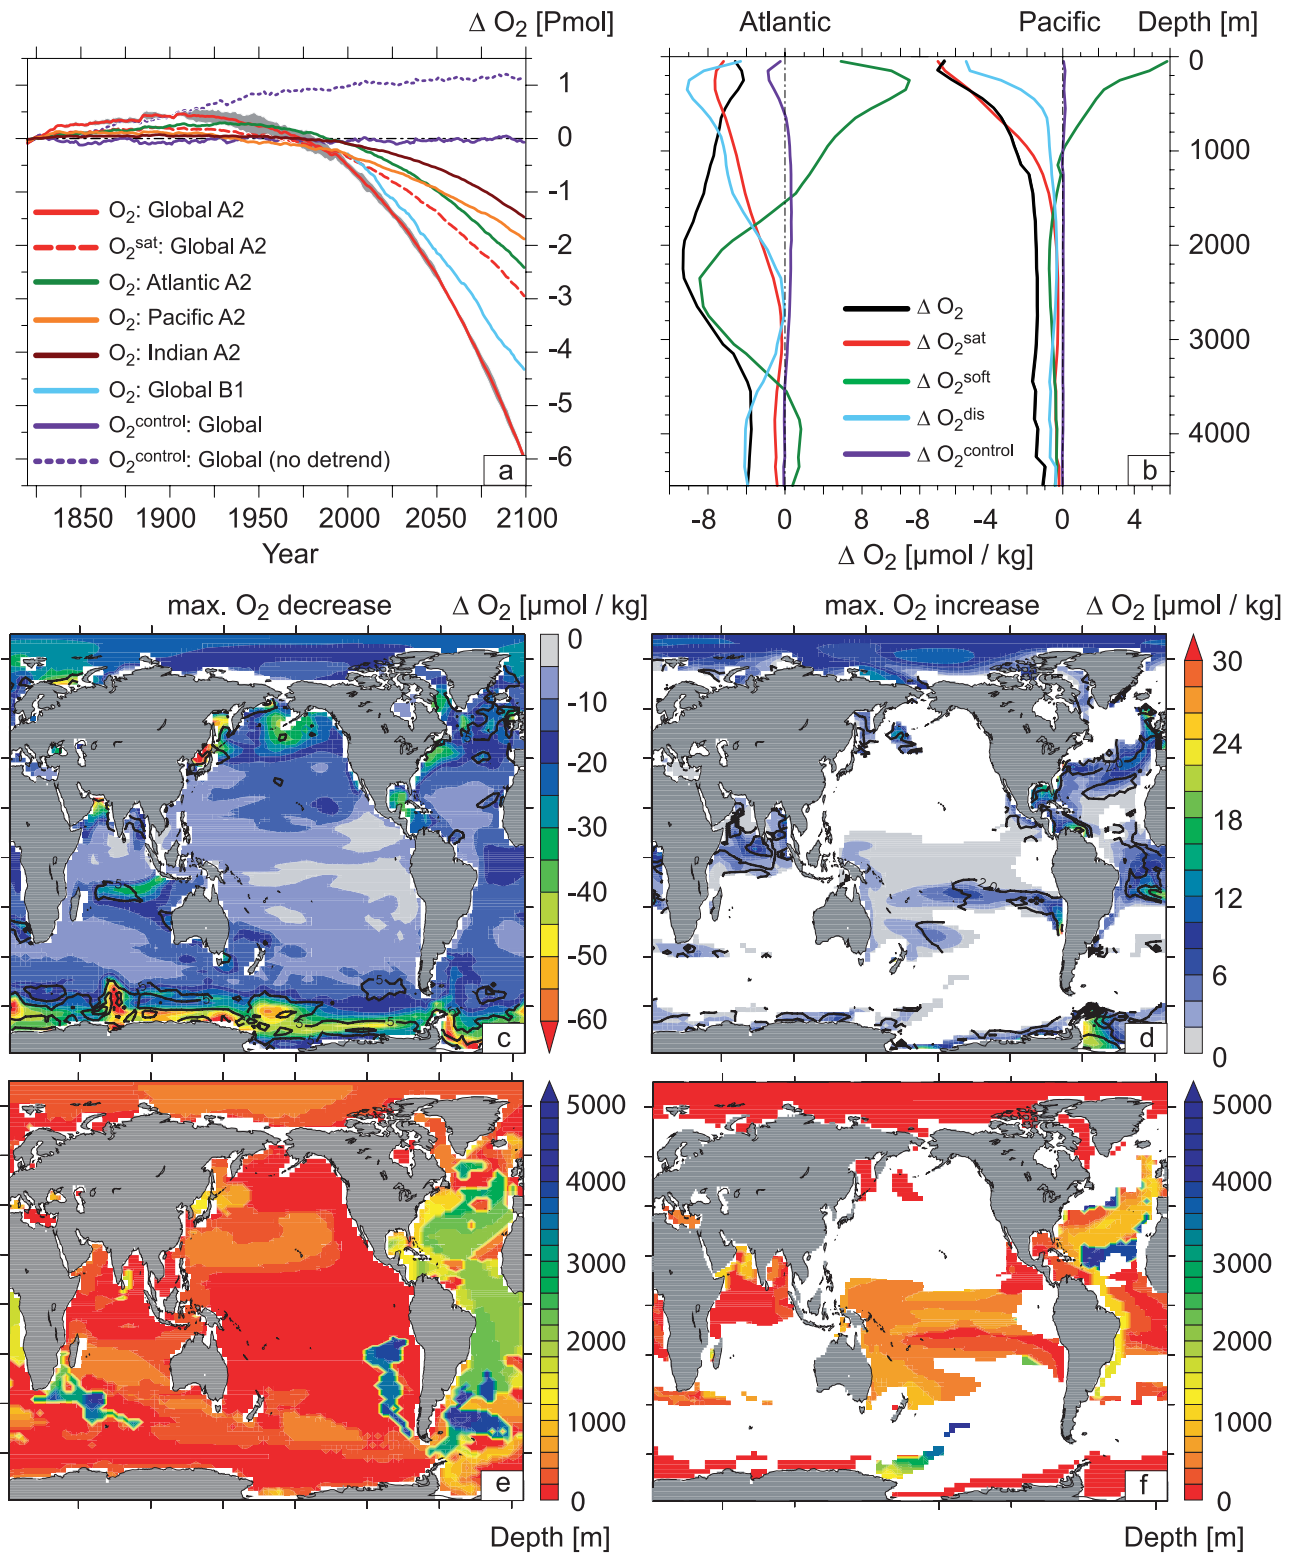 Δ O2 [Pmol]
1
0
-1
-2
-3
-4
-5
-6
O2: Global A2
O2sat: Global A2
O2: Atlantic A2
O2: Pacific A2
O2: Indian A2
O2: Global B1
O2control: Global
O2control: Global (no detrend)
a
1850 1900 1950 2000 2050 2100
Year
Atlantic Pacific Depth [m]
0
1000
2000
3000
4000
Δ O2
Δ O2sat
Δ O2soft
Δ O2dis
Δ O2control
b
-8 0 8 -8 -4 0 4
Δ O2 [µmol / kg]
max. O2 decrease Δ O2 [µmol / kg]
0
-10
-20
-30
-40
-50
-60
c
max. O2 increase Δ O2 [µmol / kg]
30
24
18
12
6
0
d
5000
4000
3000
2000
1000
0
e
Depth [m]
5000
4000
3000
2000
1000
0
f
Depth [m]